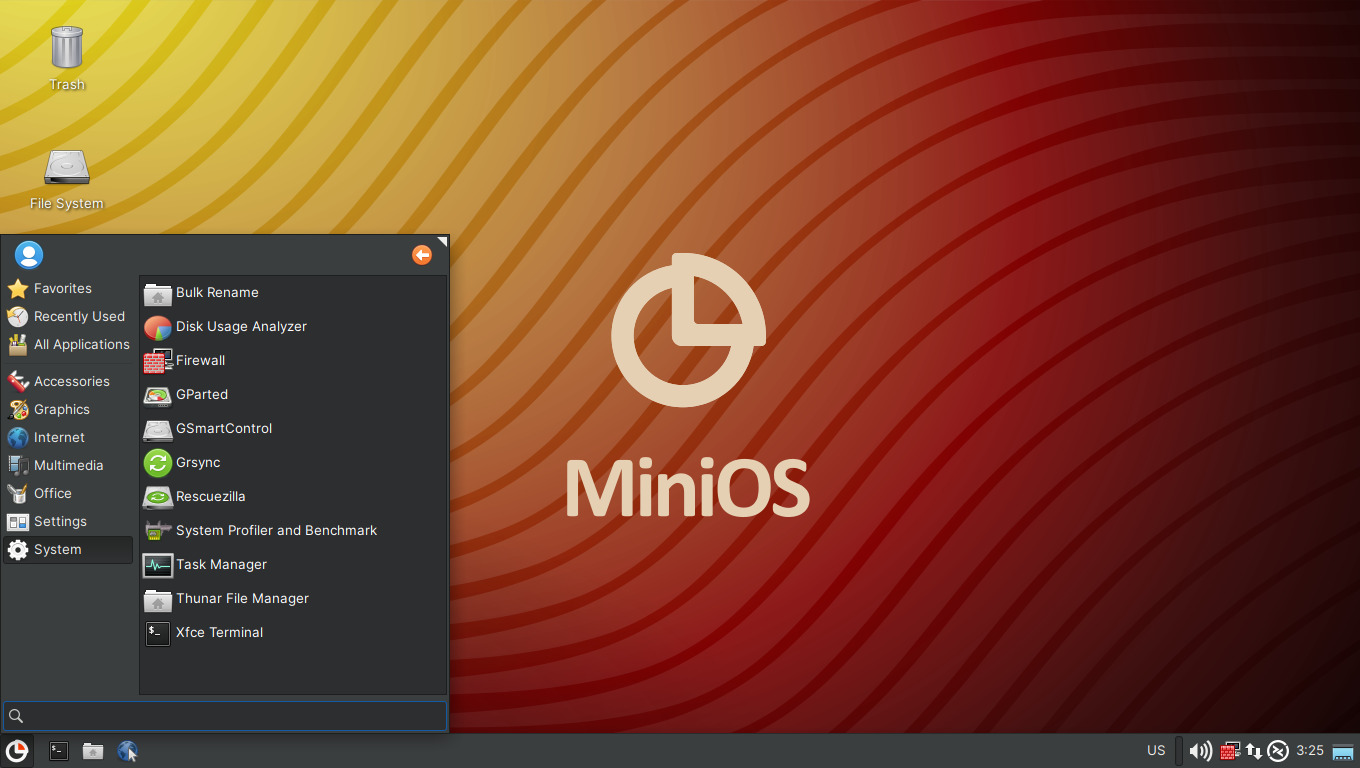 Trash
File System
Favorites
Recently Used
All Applications
Accessories
Graphics
Internet
Multimedia
Office
Settings
System
Bulk Rename
Disk Usage Analyzer
Firewall
GParted
GSmartControl
Grsync
Rescuezilla
System Profiler and Benchmark
Task Manager
Thunar File Manager
$_
Xfce Terminal
MiniOS
$_
US
3:25